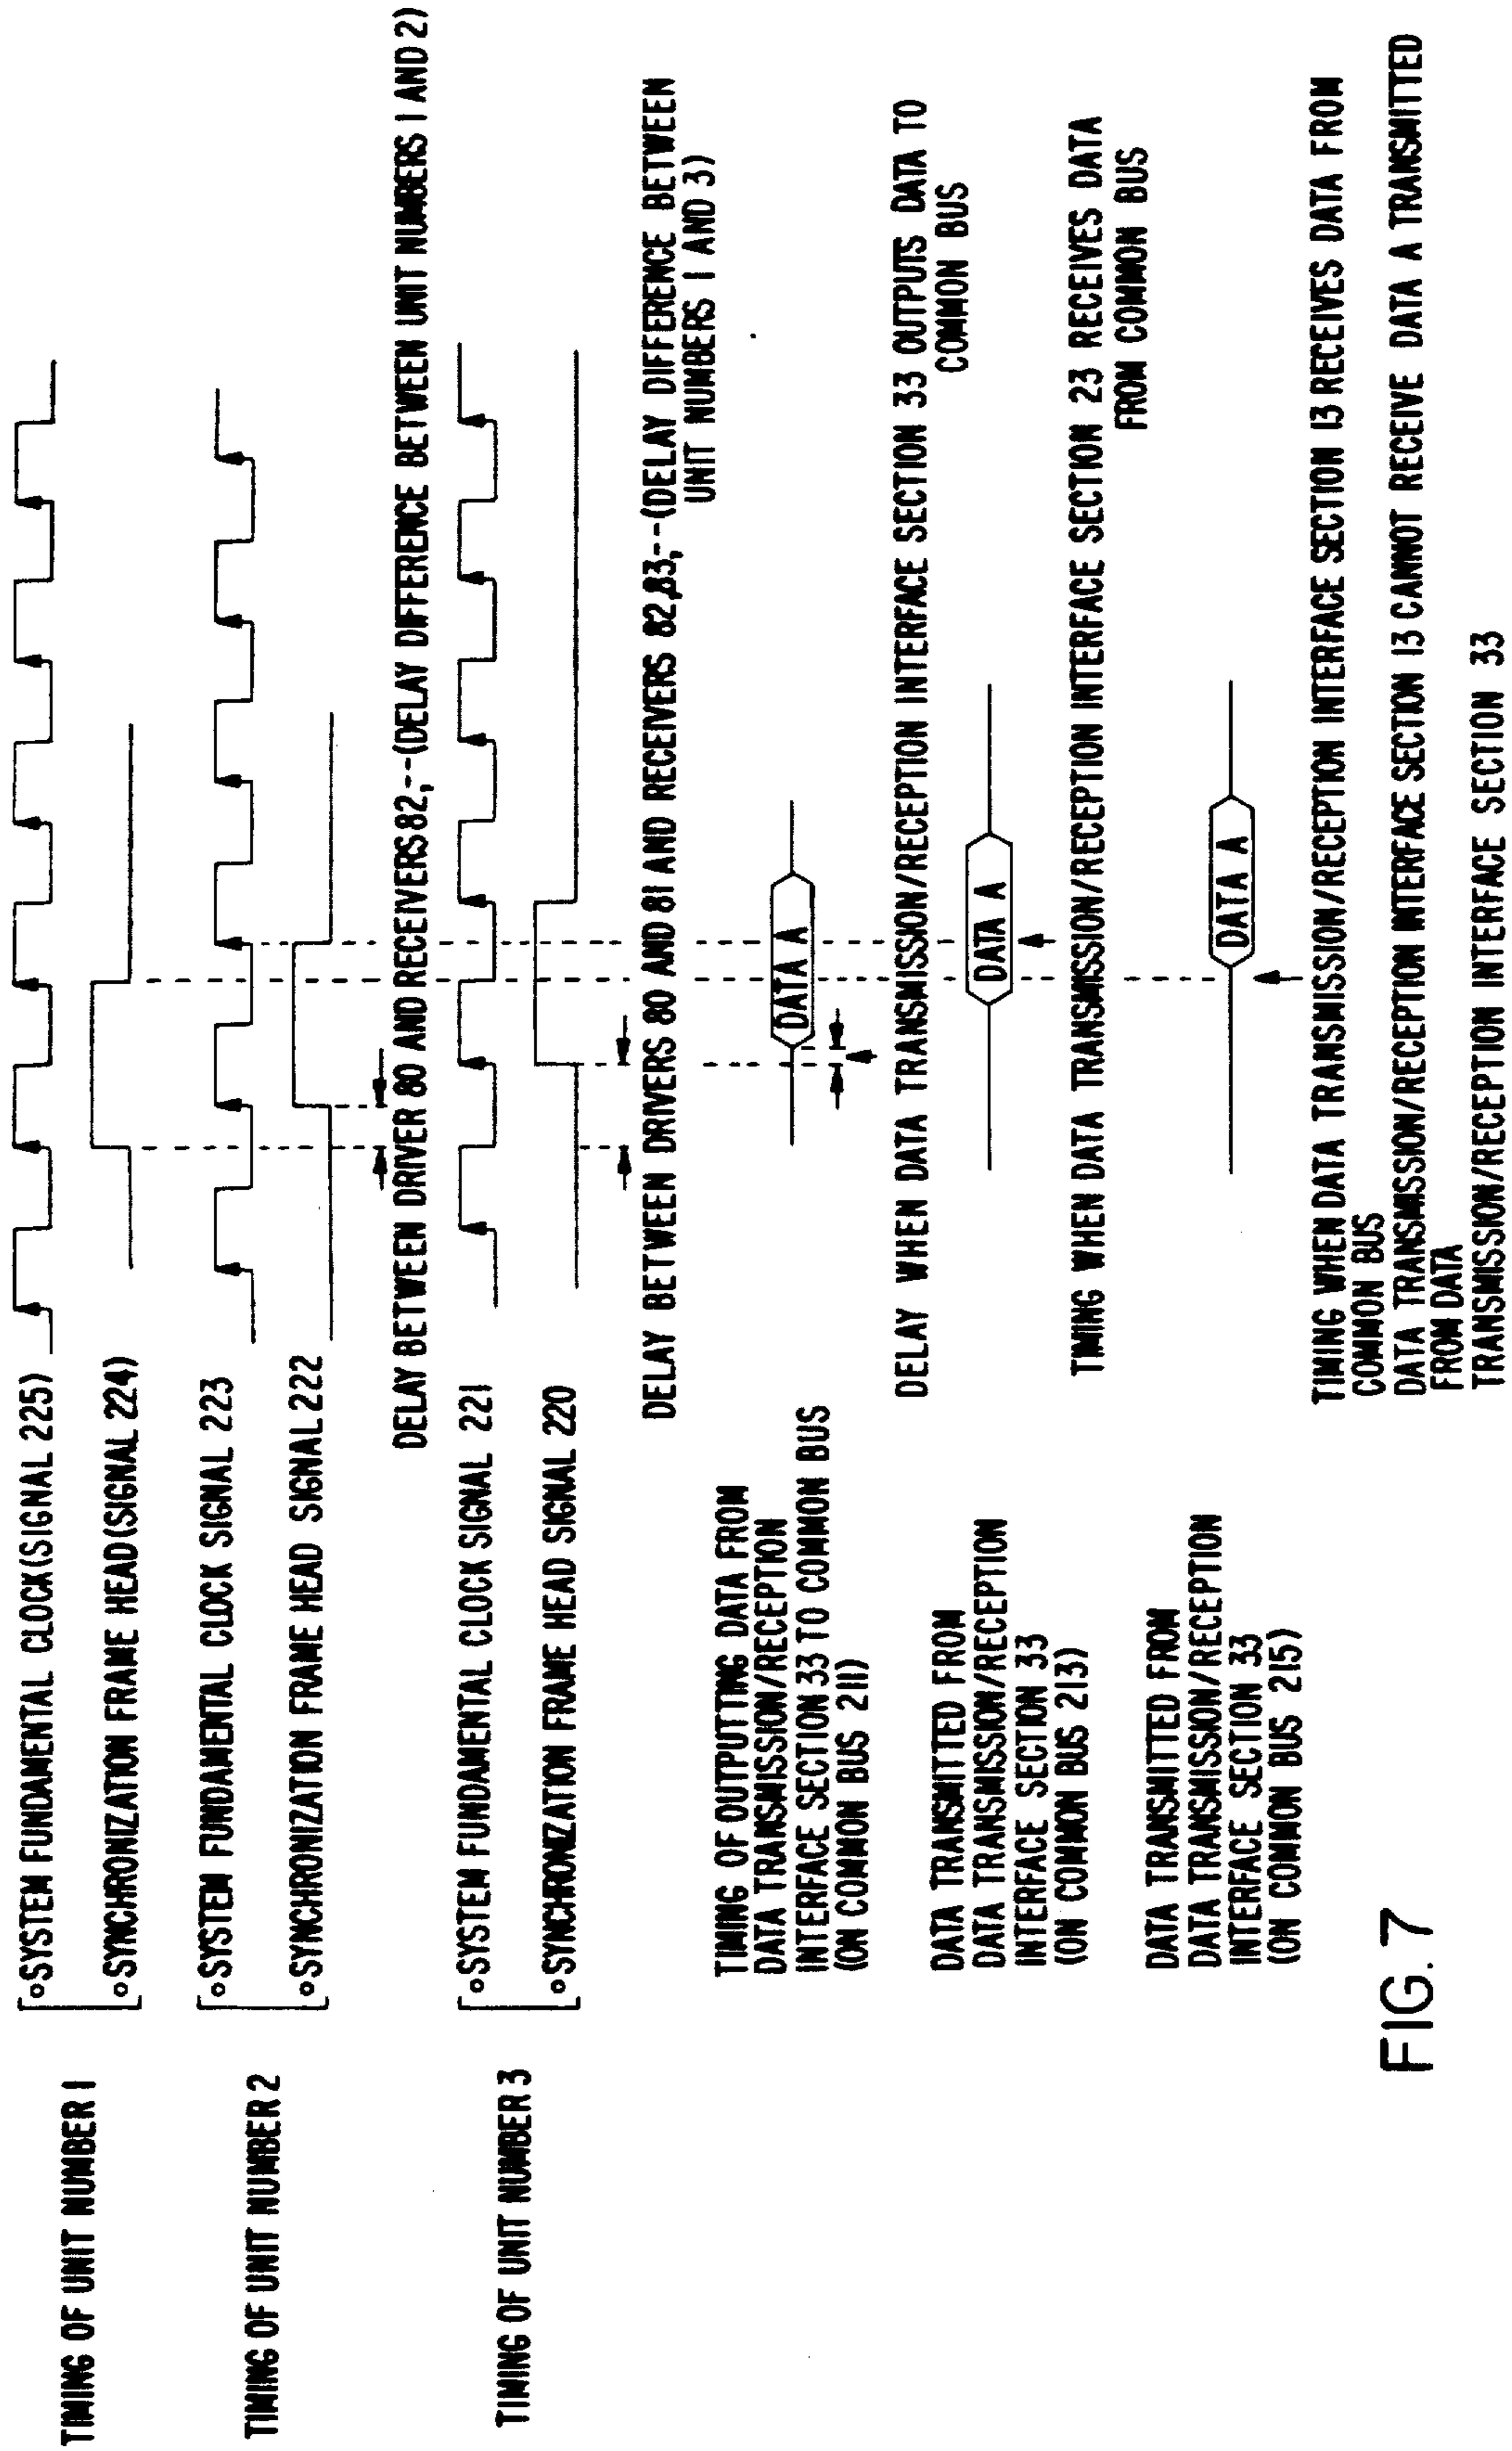 TIMING OF UNIT NUMBER 1
°SYSTEM FUNDAMENTAL CLOCK(SIGNAL 225)
°SYNCHRONIZATION FRAME HEAD(SIGNAL 224)
TIMING OF UNIT NUMBER 2
°SYSTEM FUNDAMENTAL CLOCK SIGNAL 223
°SYNCHRONIZATION FRAME HEAD SIGNAL 222
DELAY BETWEEN DRIVER 80 AND RECEIVERS 82,--(DELAY DIFFERENCE BETWEEN UNIT NUMBERS 1 AND 2)
TIMING OF UNIT NUMBER 3
°SYSTEM FUNDAMENTAL CLOCK SIGNAL 221
°SYNCHRONIZATION FRAME HEAD SIGNAL 220
DELAY BETWEEN DRIVERS 80 AND 81 AND RECEIVERS 82,83,--(DELAY DIFFERENCE BETWEEN
UNIT NUMBERS 1 AND 3)
TIMING OF OUTPUTTING DATA FROM
DATA TRANSMISSION/RECEPTION
INTERFACE SECTION 33 TO COMMON BUS
(ON COMMON BUS 211)
DATA A
DELAY WHEN DATA TRANSMISSION/RECEPTION INTERFACE SECTION 33 OUTPUTS DATA TO
COMMON BUS
DATA TRANSMITTED FROM
DATA TRANSMISSION/RECEPTION
INTERFACE SECTION 33
(ON COMMON BUS 213)
DATA A
TIMING WHEN DATA TRANSMISSION/RECEPTION INTERFACE SECTION 23 RECEIVES DATA
FROM COMMON BUS
DATA TRANSMITTED FROM
DATA TRANSMISSION/RECEPTION
INTERFACE SECTION 33
(ON COMMON BUS 215)
DATA A
TIMING WHEN DATA TRANSMISSION/RECEPTION INTERFACE SECTION 13 RECEIVES DATA FROM
COMMON BUS
DATA TRANSMISSION/RECEPTION INTERFACE SECTION 13 CANNOT RECEIVE DATA A TRANSMITTED
FROM DATA
TRANSMISSION/RECEPTION INTERFACE SECTION 33
FIG. 7